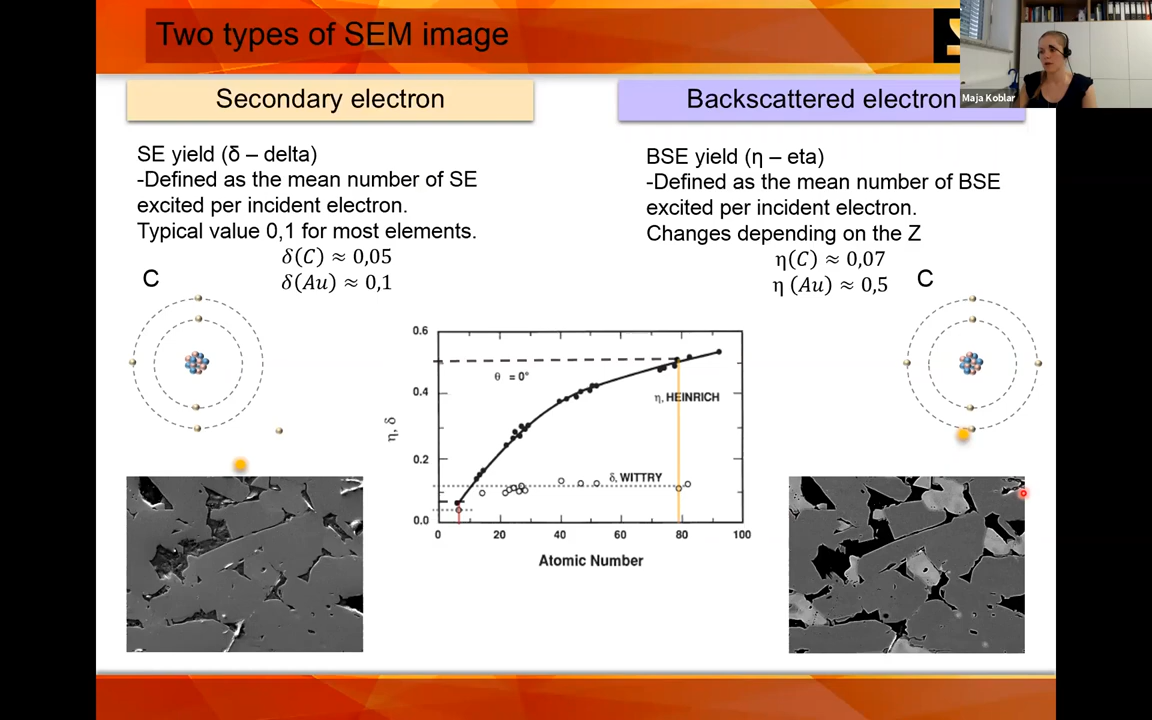 Two types of SEM image
Maja Koblar
Secondary electron
Backscattered electron
SE yield (δ – delta)
-Defined as the mean number of SE
excited per incident electron.
Typical value 0,1 for most elements.
δ(C) ≈ 0,05
δ(Au) ≈ 0,1
C
BSE yield (η – eta)
-Defined as the mean number of BSE
excited per incident electron.
Changes depending on the Z
η(C) ≈ 0,07
η (Au) ≈ 0,5
C
0.6
0.4
0.2
0.0
η, δ
θ = 0°
η, HEINRICH
δ, WITTRY
0 20 40 60 80 100
Atomic Number